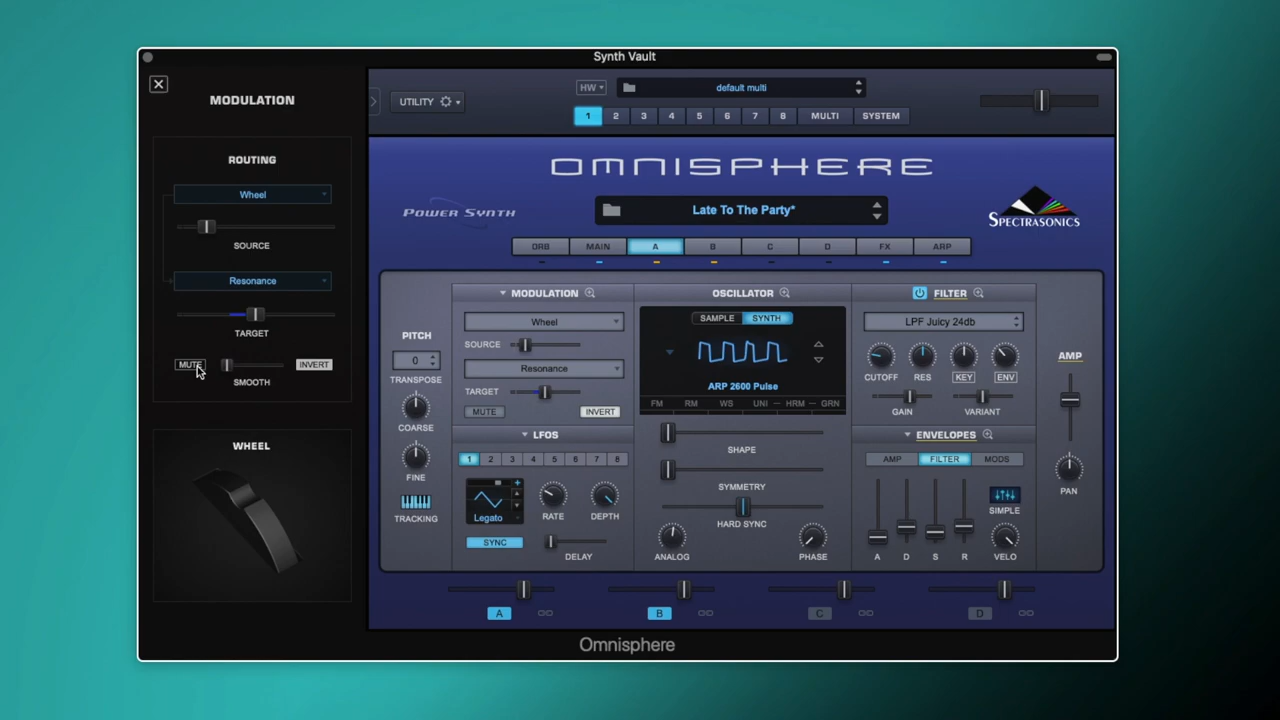 Synth Vault
MODULATION
ROUTING
Wheel
SOURCE
Resonance
TARGET
MUTE
INVERT
SMOOTH
WHEEL
UTILITY
HW
default multi
1 2 3 4 5 6 7 8 MULTI SYSTEM
OMNISPHERE
POWER SYNTH
Late To The Party*
SPECTRASONICS
ORB MAIN A B C D FX ARP
PITCH
0
TRANSPOSE
COARSE
FINE
TRACKING
MODULATION
Wheel
SOURCE
Resonance
TARGET
MUTE INVERT
LFOS
1 2 3 4 5 6 7 8
Legato
RATE DEPTH
SYNC
DELAY
OSCILLATOR
SAMPLE SYNTH
ARP 2600 Pulse
FM RM WS UNI HRM GRN
SHAPE
SYMMETRY
HARD SYNC
ANALOG PHASE
FILTER
LPF Juicy 24db
CUTOFF RES KEY ENV
GAIN VARIANT
ENVELOPES
AMP FILTER MODS
SIMPLE
A D S R VELO
AMP
PAN
A B C D
Omnisphere